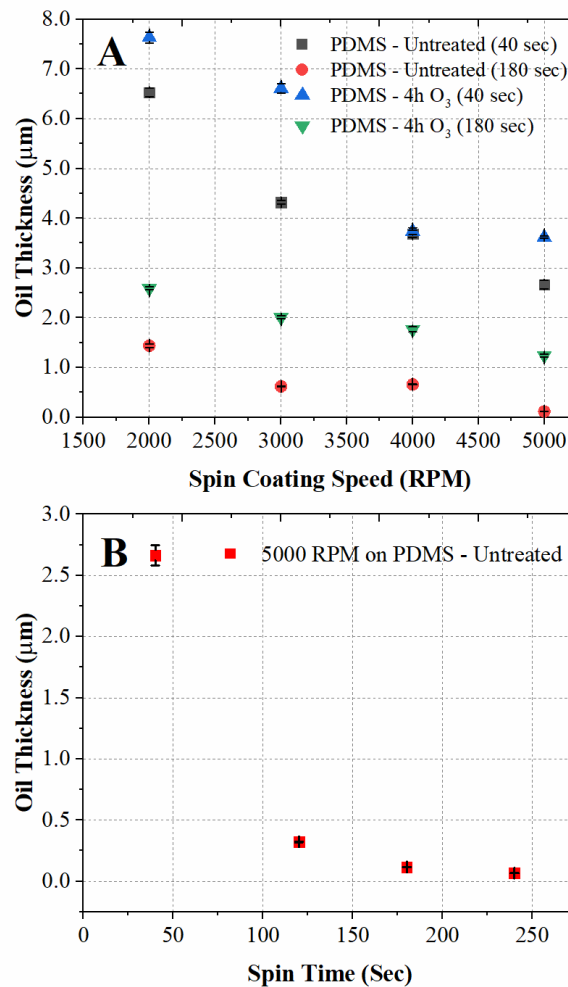 A
PDMS - Untreated (40 sec)
PDMS - Untreated (180 sec)
PDMS - 4h O₃ (40 sec)
PDMS - 4h O₃ (180 sec)
8.0
7.0
6.0
5.0
4.0
3.0
2.0
1.0
0.0
Oil Thickness (μm)
1500 2000 2500 3000 3500 4000 4500 5000
Spin Coating Speed (RPM)
B
5000 RPM on PDMS - Untreated
3.0
2.5
2.0
1.5
1.0
0.5
0.0
Oil Thickness (μm)
0 50 100 150 200 250
Spin Time (Sec)